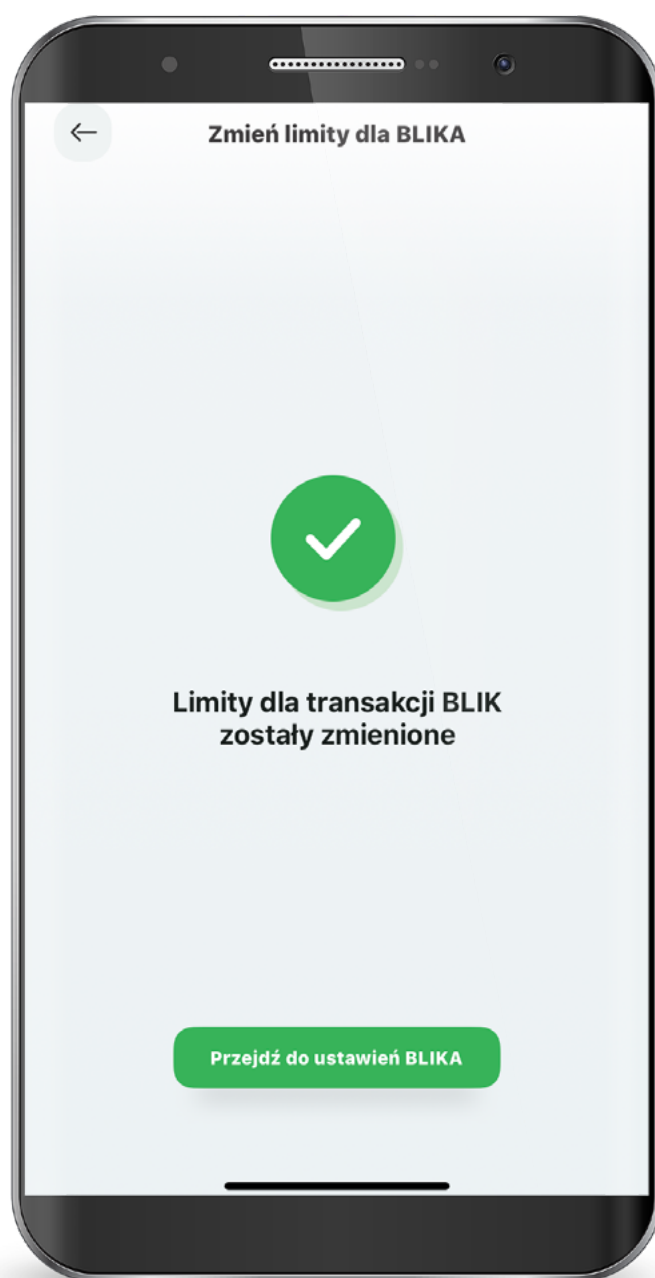 Zmień limity dla BLIKA
Limity dla transakcji BLIK
zostały zmienione
Przejdź do ustawień BLIKA